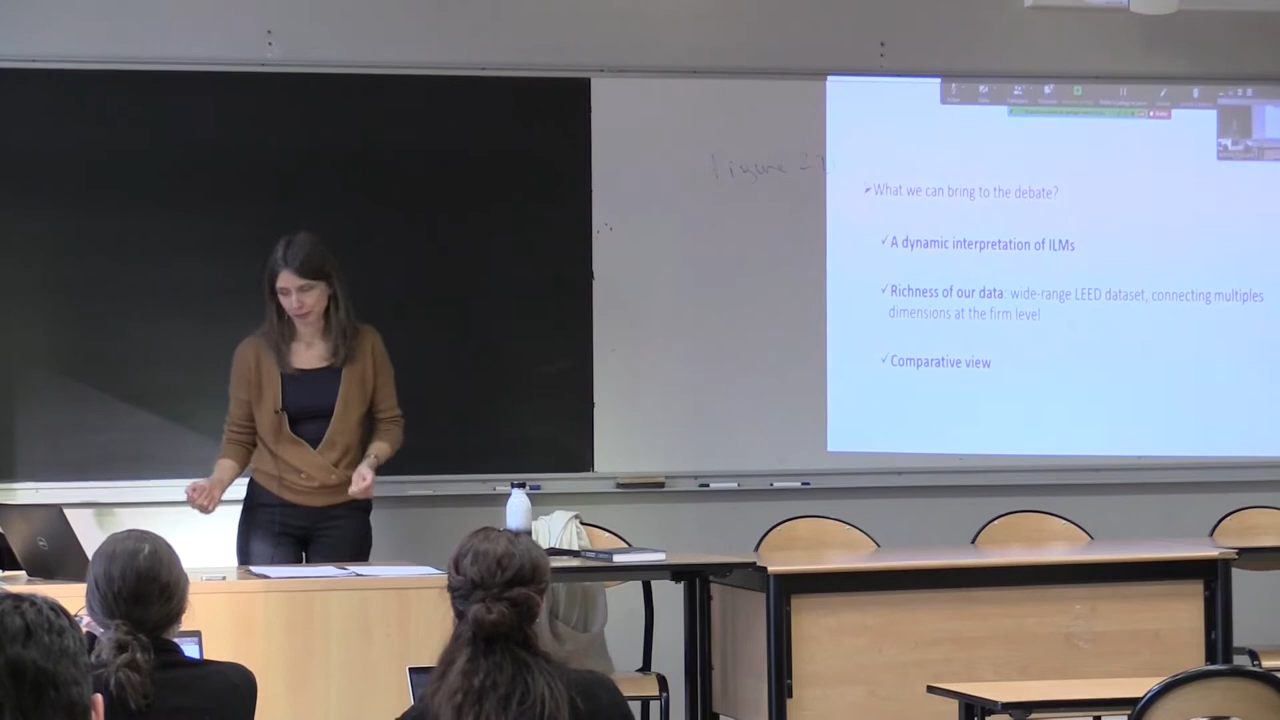 Figure
What we can bring to the debate?
A dynamic interpretation of ILMs
Richness of our data: wide-range LEED dataset, connecting multiples
dimensions at the firm level
Comparative view